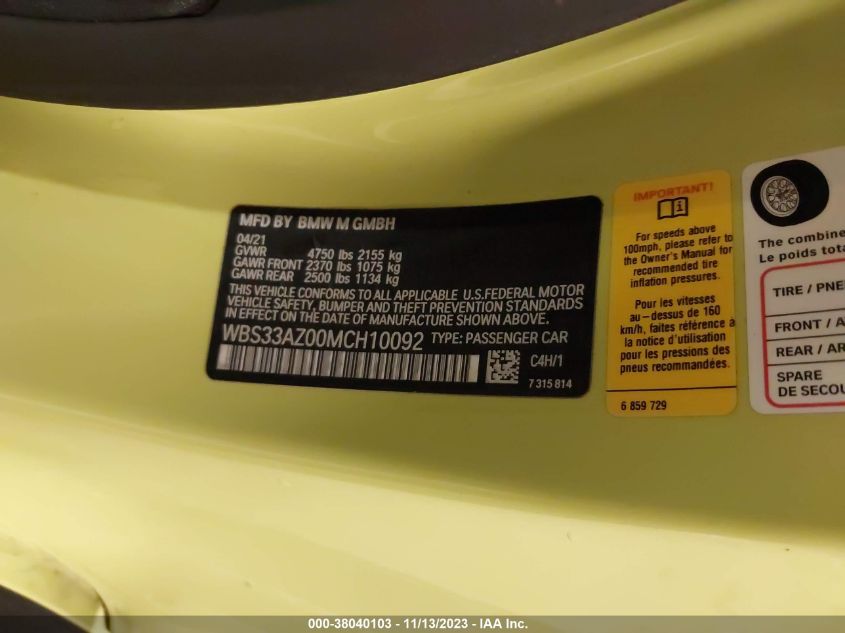 MFD BY BMW M GMBH
04/21
GVWR 4750 lbs 2155 kg
GAWR FRONT 2370 lbs 1075 kg
GAWR REAR 2500 lbs 1134 kg
THIS VEHICLE CONFORMS TO ALL APPLICABLE U.S.FEDERAL MOTOR
VEHICLE SAFETY, BUMPER AND THEFT PREVENTION STANDARDS
IN EFFECT ON THE DATE OF MANUFACTURE SHOWN ABOVE.
WBS33AZ00MCH10092 TYPE: PASSENGER CAR
C4H/1
7 315 814
IMPORTANT!
For speeds above
100mph, please refer to
the Owner's Manual for
recommended tire
inflation pressures.
Pour les vitesses
au-dessus de 160
km/h, faites référence à
la notice d'utilisation
pour les pressions des
pneus recommandées.
6 859 729
The combine
Le poids tota
TIRE / PNE
FRONT / A
REAR / AR
SPARE
DE SECOU
000-38040103 - 11/13/2023 - IAA Inc.